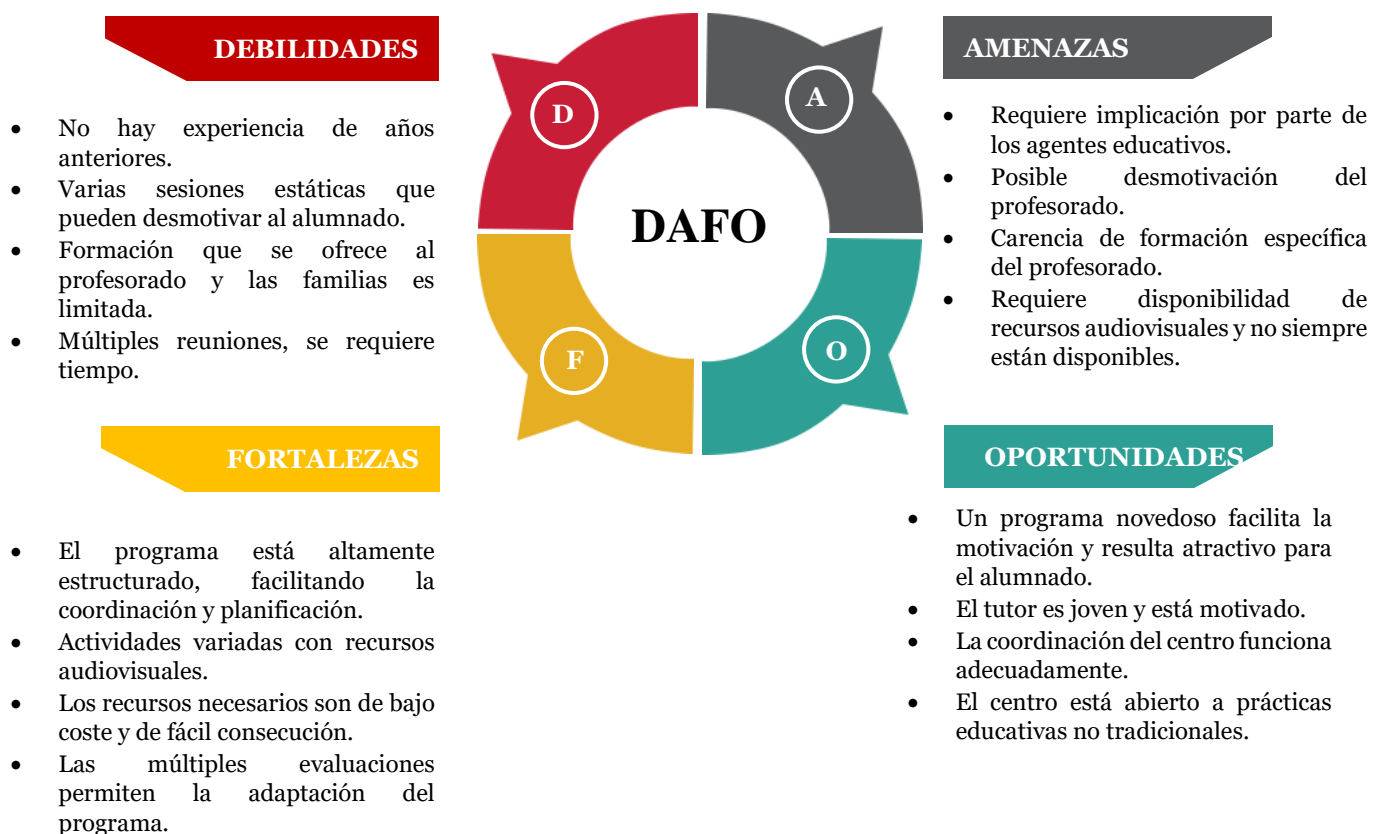 DEBILIDADES
• No hay experiencia de años
anteriores.
• Varias sesiones estáticas que
pueden desmotivar al alumnado.
• Formación que se ofrece al
profesorado y las familias es
limitada.
• Múltiples reuniones, se requiere
tiempo.
D
A
DAFO
F
O
AMENAZAS
• Requiere implicación por parte de
los agentes educativos.
• Posible desmotivación del
profesorado.
• Carencia de formación específica
del profesorado.
• Requiere disponibilidad de
recursos audiovisuales y no siempre
están disponibles.
FORTALEZAS
• El programa está altamente
estructurado, facilitando la
coordinación y planificación.
• Actividades variadas con recursos
audiovisuales.
• Los recursos necesarios son de bajo
coste y de fácil consecución.
• Las múltiples evaluaciones
permiten la adaptación del
programa.
OPORTUNIDADES
• Un programa novedoso facilita la
motivación y resulta atractivo para
el alumnado.
• El tutor es joven y está motivado.
• La coordinación del centro funciona
adecuadamente.
• El centro está abierto a prácticas
educativas no tradicionales.